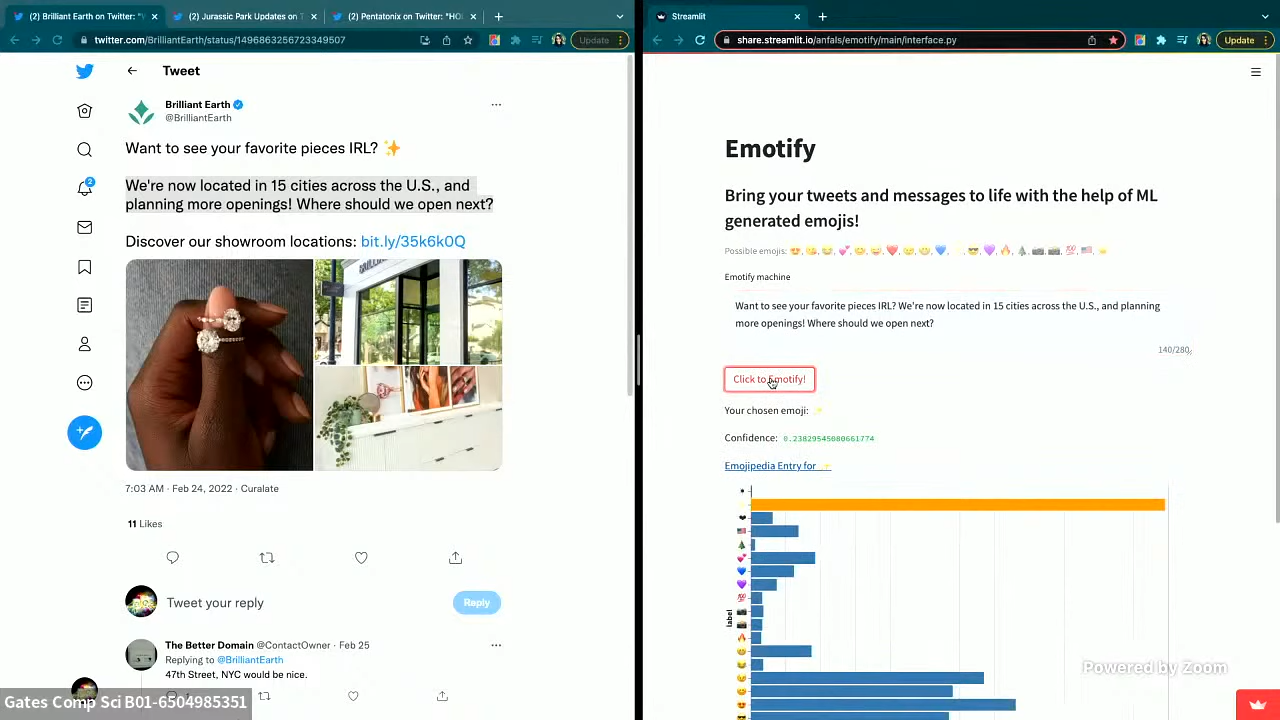 (2) Brilliant Earth on Twitter: "
(2) Jurassic Park Updates on T
(2) Pentatonix on Twitter: "HO
Streamlit
twitter.com/BrilliantEarth/status/1496863256723349507
Update
share.streamlit.io/anfals/emotify/main/interface.py
Update
Tweet
Brilliant Earth
@BrilliantEarth
Want to see your favorite pieces IRL? ✨
2
We're now located in 15 cities across the U.S., and
planning more openings! Where should we open next?
Discover our showroom locations: bit.ly/35k6k0Q
7:03 AM · Feb 24, 2022 · Curalate
11 Likes
Tweet your reply
Reply
The Better Domain @ContactOwner · Feb 25
Replying to @BrilliantEarth
47th Street, NYC would be nice.
Gates Comp Sci B01-6504985351
Emotify
Bring your tweets and messages to life with the help of ML
generated emojis!
Possible emojis:
Emotify machine
Want to see your favorite pieces IRL? We're now located in 15 cities across the U.S., and planning
more openings! Where should we open next?
140/280
Click to Emotify!
Your chosen emoji: ✨
Confidence: 0.23829545080661774
Emojipedia Entry for ✨
label
Powered by Zoom